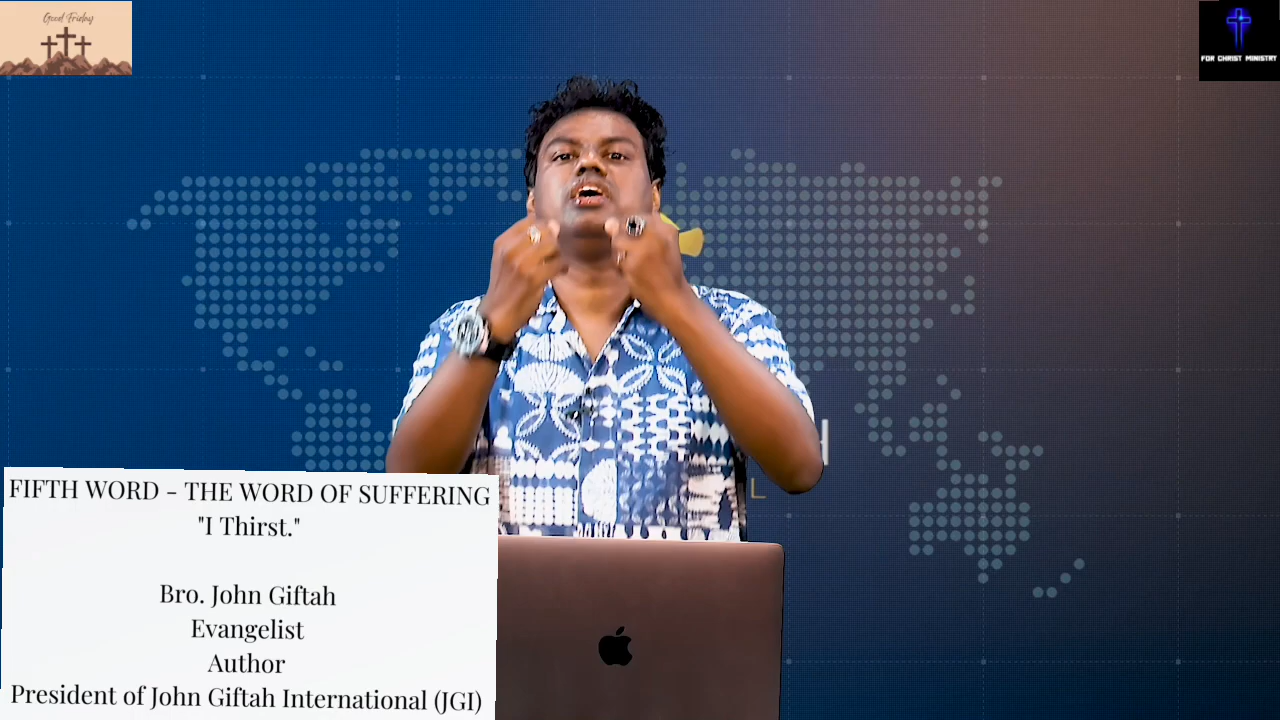 Good Friday
FOR CHRIST MINISTRY
FIFTH WORD - THE WORD OF SUFFERING
"I Thirst."
Bro. John Giftah
Evangelist
Author
President of John Giftah International (JGI)
H
L